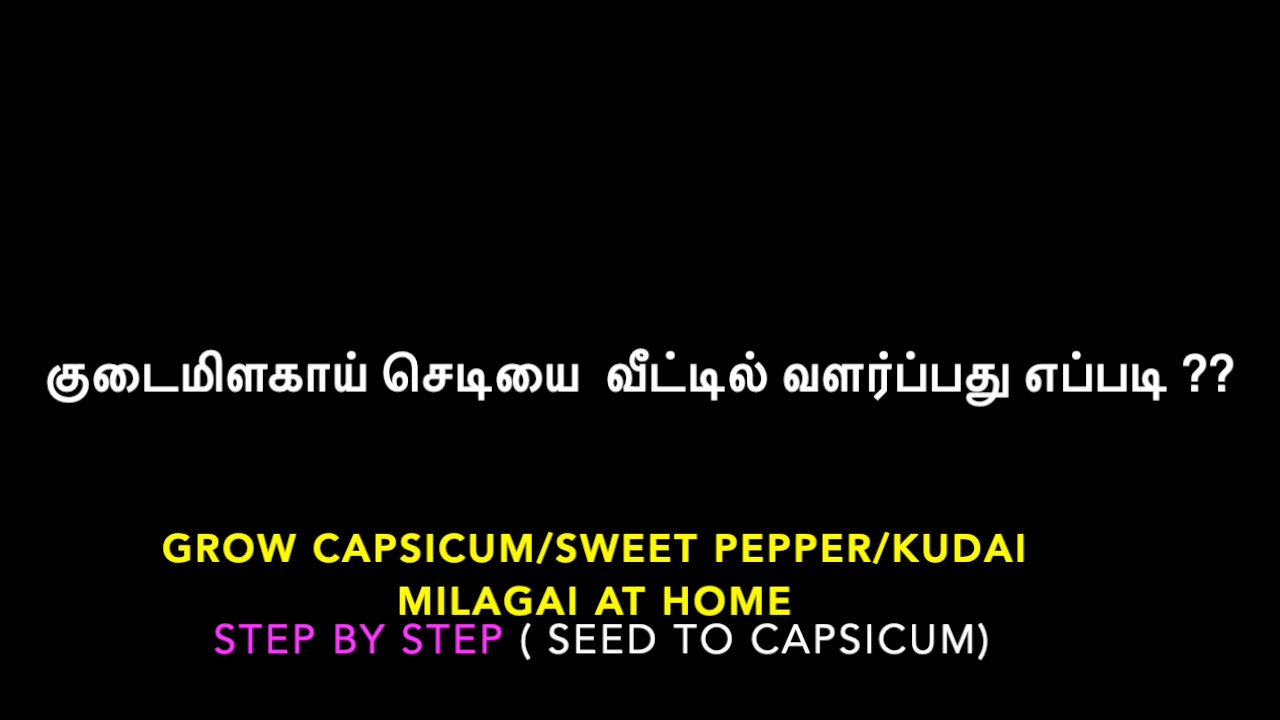 குடைமிளகாய் செடியை வீட்டில் வளர்ப்பது எப்படி ??
GROW CAPSICUM/SWEET PEPPER/KUDAI
MILAGAI AT HOME
STEP BY STEP ( SEED TO CAPSICUM)